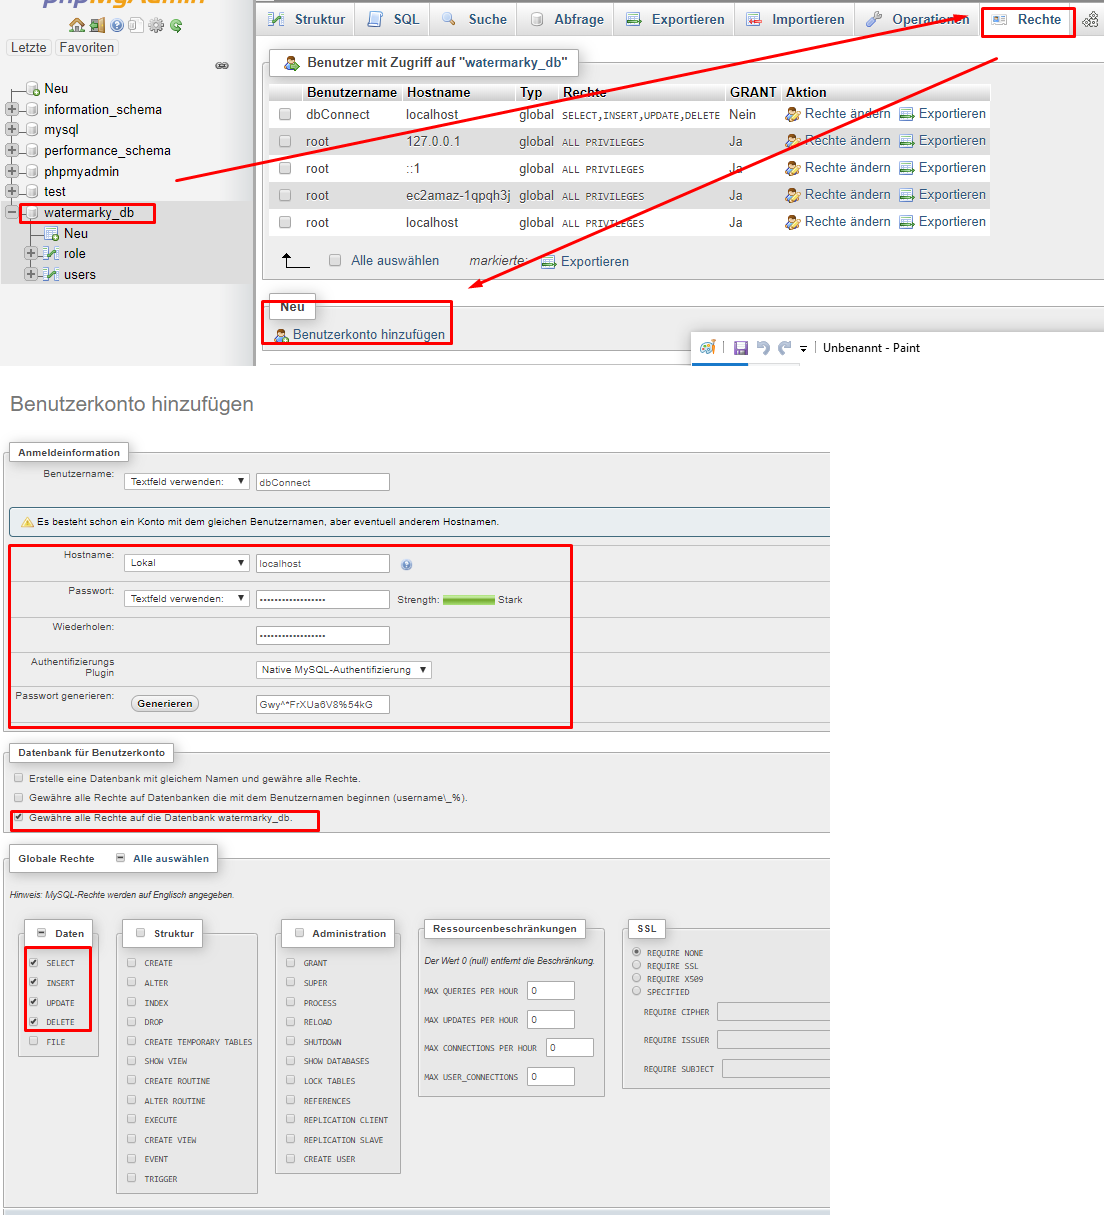 phpMyAdmin
Letzte Favoriten
Neu
information_schema
mysql
performance_schema
phpmyadmin
test
watermarky_db
Neu
role
users
Struktur SQL Suche Abfrage Exportieren Importieren Operationen Rechte
Benutzer mit Zugriff auf "watermarky_db"
Benutzername Hostname Typ Rechte GRANT Aktion
dbConnect localhost global SELECT,INSERT,UPDATE,DELETE Nein Rechte ändern Exportieren
root 127.0.0.1 global ALL PRIVILEGES Ja Rechte ändern Exportieren
root ::1 global ALL PRIVILEGES Ja Rechte ändern Exportieren
root ec2amaz-1qpqh3j global ALL PRIVILEGES Ja Rechte ändern Exportieren
root localhost global ALL PRIVILEGES Ja Rechte ändern Exportieren
Alle auswählen markierte: Exportieren
Neu
Benutzerkonto hinzufügen
Unbenannt - Paint
Benutzerkonto hinzufügen
Anmeldeinformation
Benutzername: Textfeld verwenden: dbConnect
Es besteht schon ein Konto mit dem gleichen Benutzernamen, aber eventuell anderem Hostnamen.
Hostname: Lokal localhost
Passwort: Textfeld verwenden: •••••••••••••••••• Strength: Stark
Wiederholen: ••••••••••••••••••
Authentifizierungs
Plugin Native MySQL-Authentifizierung
Passwort generieren: Generieren Gwy^*FrXUa6V8%54kG
Datenbank für Benutzerkonto
Erstelle eine Datenbank mit gleichem Namen und gewähre alle Rechte.
Gewähre alle Rechte auf Datenbanken die mit dem Benutzernamen beginnen (username\_%).
Gewähre alle Rechte auf die Datenbank watermarky_db.
Globale Rechte Alle auswählen
Hinweis: MySQL-Rechte werden auf Englisch angegeben.
Daten
SELECT
INSERT
UPDATE
DELETE
FILE
Struktur
CREATE
ALTER
INDEX
DROP
CREATE TEMPORARY TABLES
SHOW VIEW
CREATE ROUTINE
ALTER ROUTINE
EXECUTE
CREATE VIEW
EVENT
TRIGGER
Administration
GRANT
SUPER
PROCESS
RELOAD
SHUTDOWN
SHOW DATABASES
LOCK TABLES
REFERENCES
REPLICATION CLIENT
REPLICATION SLAVE
CREATE USER
Ressourcenbeschränkungen
Der Wert 0 (null) entfernt die Beschränkung.
MAX QUERIES PER HOUR 0
MAX UPDATES PER HOUR 0
MAX CONNECTIONS PER HOUR 0
MAX USER_CONNECTIONS 0
SSL
REQUIRE NONE
REQUIRE SSL
REQUIRE X509
SPECIFIED
REQUIRE CIPHER
REQUIRE ISSUER
REQUIRE SUBJECT